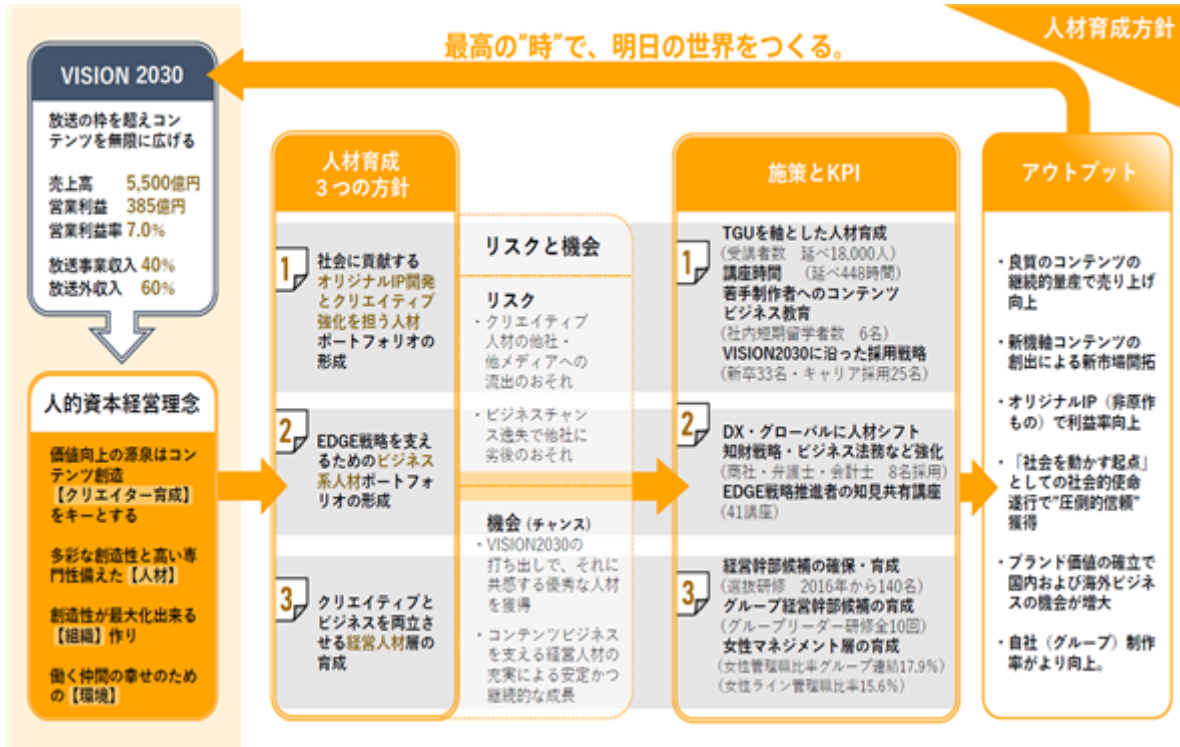 人材育成方針
最高の"時"で、明日の世界をつくる。
VISION 2030
放送の枠を超えコン
テンツを無限に広げる
売上高 5,500億円
営業利益 385億円
営業利益率 7.0%
放送事業収入 40%
放送外収入 60%
人的資本経営理念
価値向上の源泉はコン
テンツ創造
【クリエイター育成】
をキーとする
多彩な創造性と高い専
門性備えた【人材】
創造性が最大化出来る
【組織】作り
働く仲間の幸せのため
の【環境】
人材育成
3つの方針
1
社会に貢献する
オリジナルIP開発
とクリエイティブ
強化を担う人材
ポートフォリオの
形成
2
EDGE戦略を支え
るためのビジネス
系人材ポートフォ
リオの形成
3
クリエイティブと
ビジネスを両立さ
せる経営人材層の
育成
リスクと機会
リスク
・クリエイティブ
人材の他社・
他メディアへの
流出のおそれ
・ビジネスチャン
ス逸失で他社に
劣後のおそれ
機会 (チャンス)
・VISION2030の
打ち出しで、それに
共感する優秀な人材
を獲得
・コンテンツビジネス
を支える経営人材の
充実による安定かつ
継続的な成長
施策とKPI
1
TGUを軸とした人材育成
(受講者数 延べ18,000人)
講座時間 (延べ448時間)
若手制作者へのコンテンツ
ビジネス教育
(社内短期留学者数 6名)
VISION2030に沿った採用戦略
(新卒33名・キャリア採用25名)
2
DX・グローバルに人材シフト
知財戦略・ビジネス法務など強化
(商社・弁護士・会計士 8名採用)
EDGE戦略推進者の知見共有講座
(41講座)
3
経営幹部候補の確保・育成
(選抜研修 2016年から140名)
グループ経営幹部候補の育成
(グループリーダー研修全10回)
女性マネジメント層の育成
(女性管理職比率グループ連結17.9%)
(女性ライン管理職比率15.6%)
アウトプット
・良質のコンテンツの
継続的量産で売り上げ
向上
・新機軸コンテンツの
創出による新市場開拓
・オリジナルIP（非原作
もの）で利益率向上
・「社会を動かす起点」
としての社会的使命
遂行で"圧倒的信頼"
獲得
・ブランド価値の確立で
国内および海外ビジネ
スの機会が増大
・自社（グループ）制作
率がより向上。